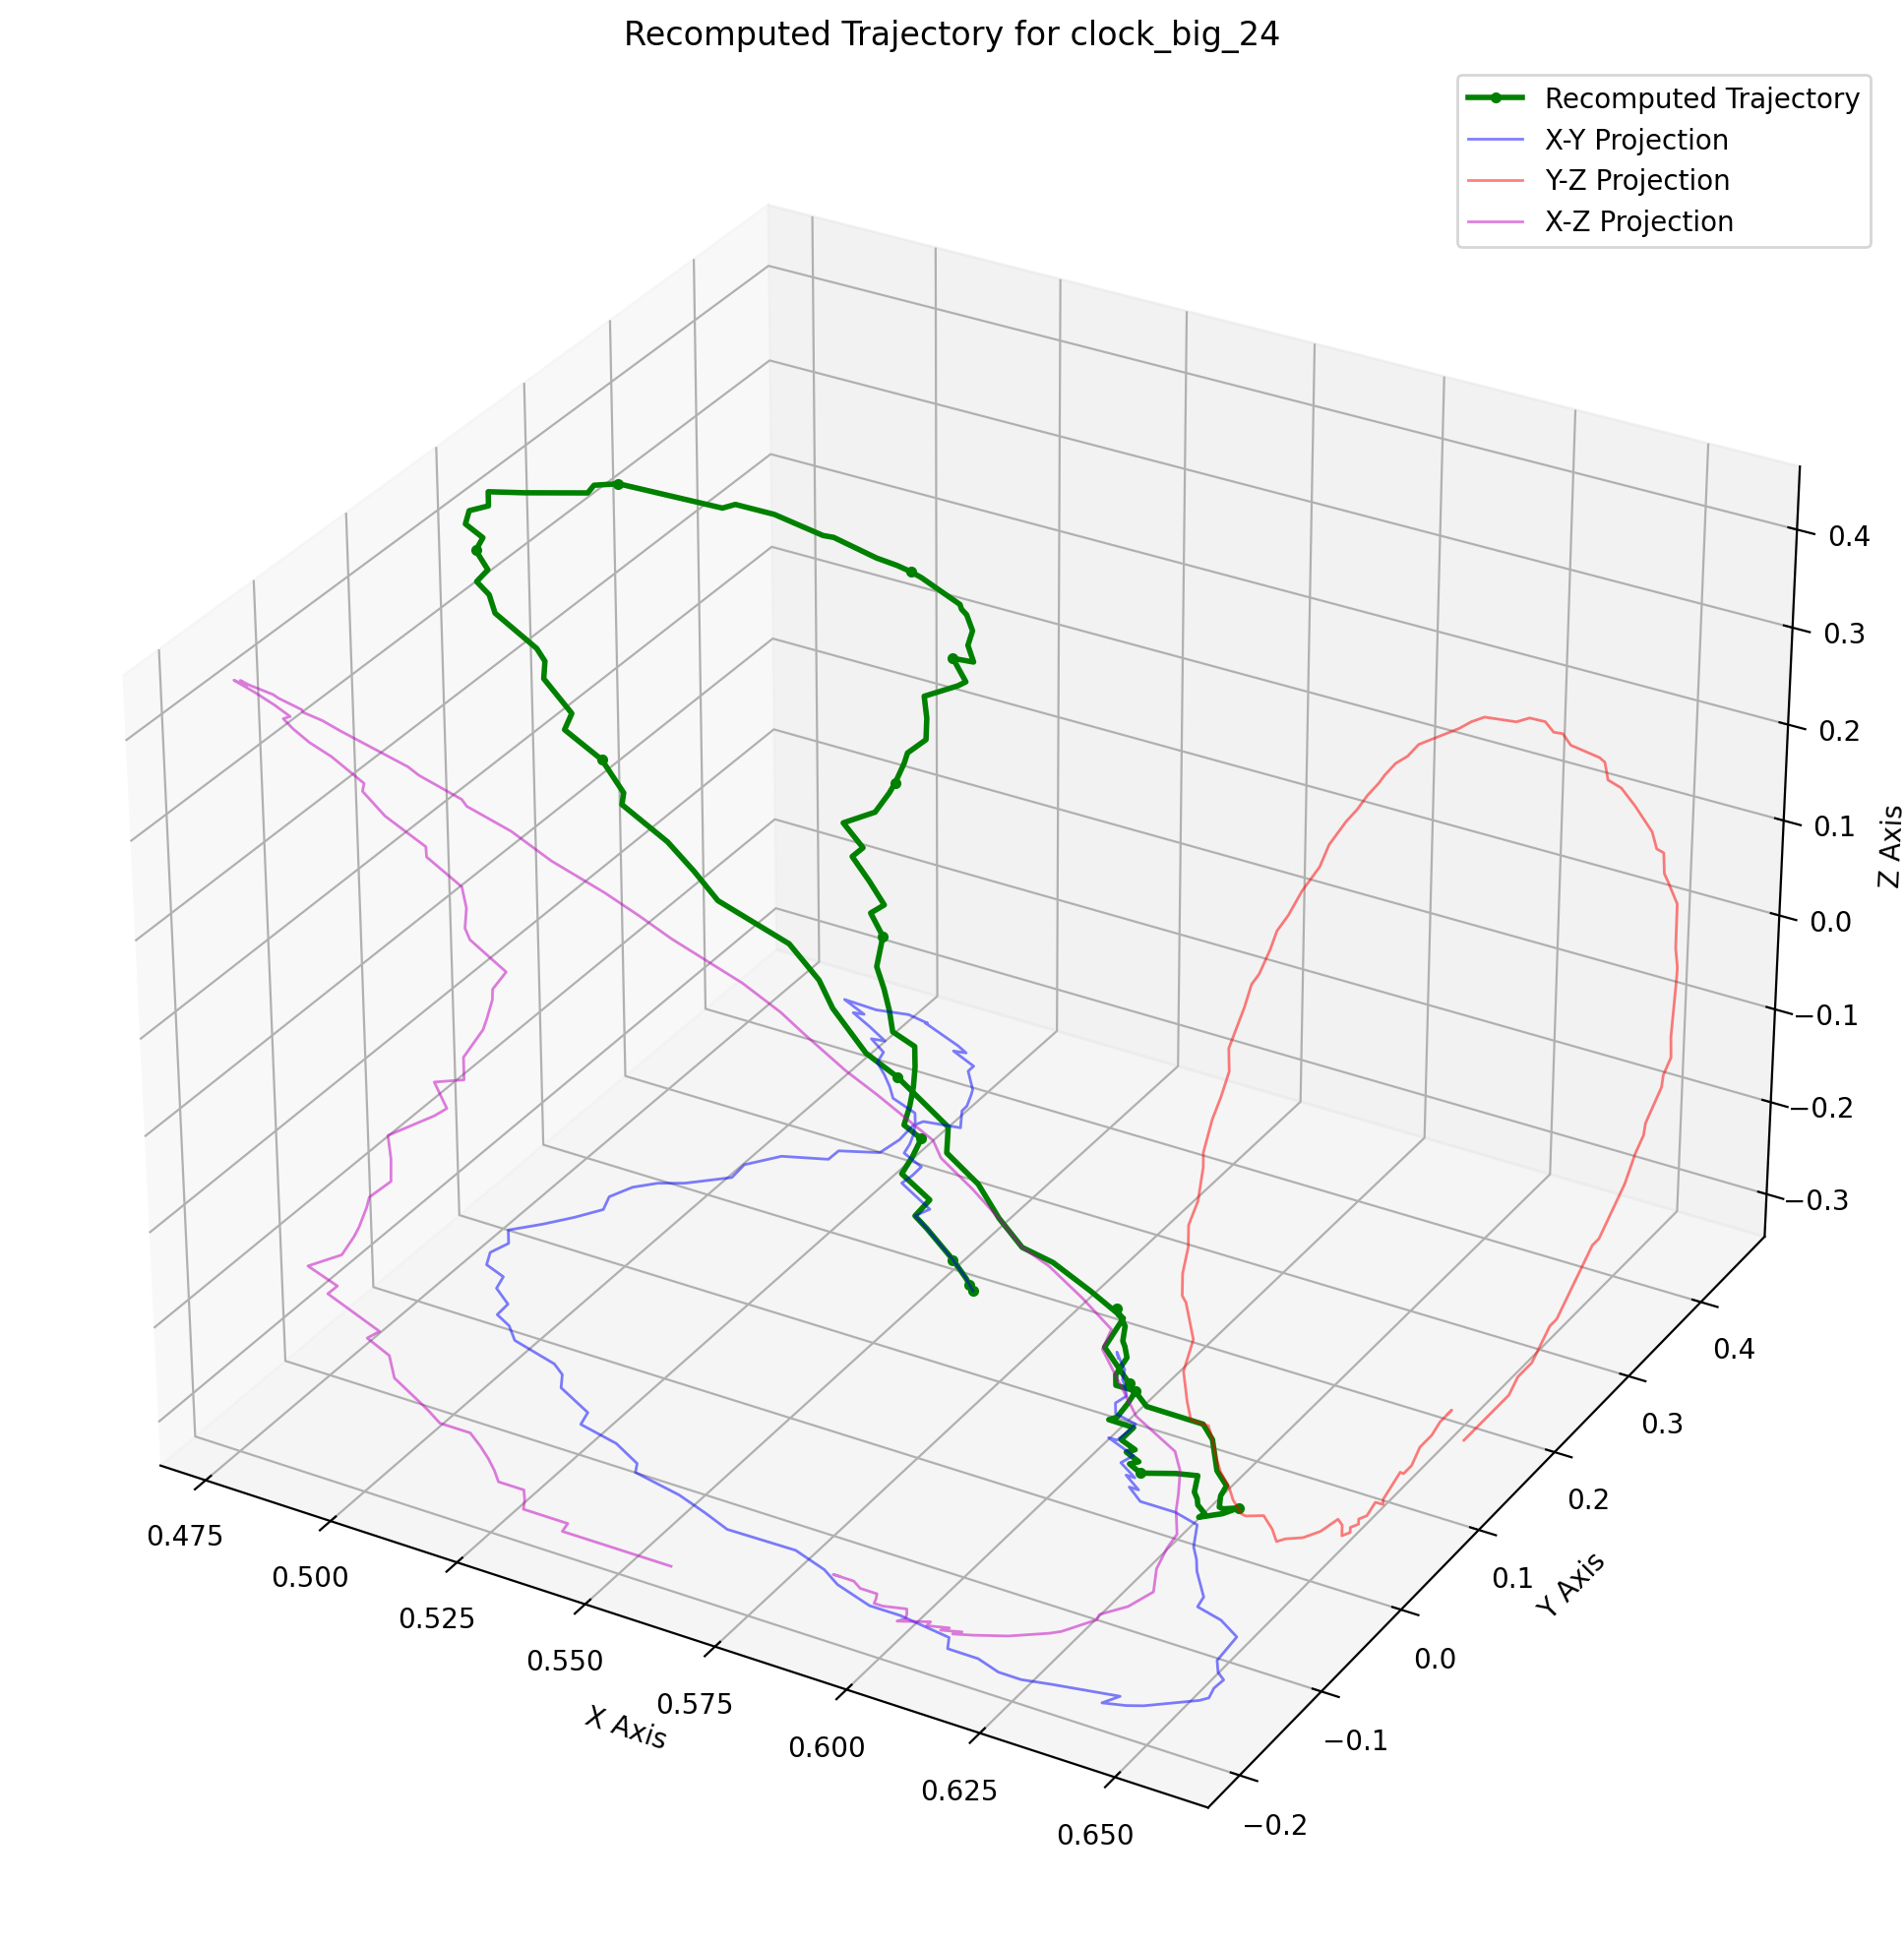 Recomputed Trajectory for clock_big_24
Recomputed Trajectory
X-Y Projection
Y-Z Projection
X-Z Projection
0.4
0.3
0.2
0.1
0.0
−0.1
−0.2
−0.3
Z Axis
0.4
0.3
0.2
0.1
0.0
−0.1
−0.2
Y Axis
0.475
0.500
0.525
0.550
0.575
0.600
0.625
0.650
X Axis